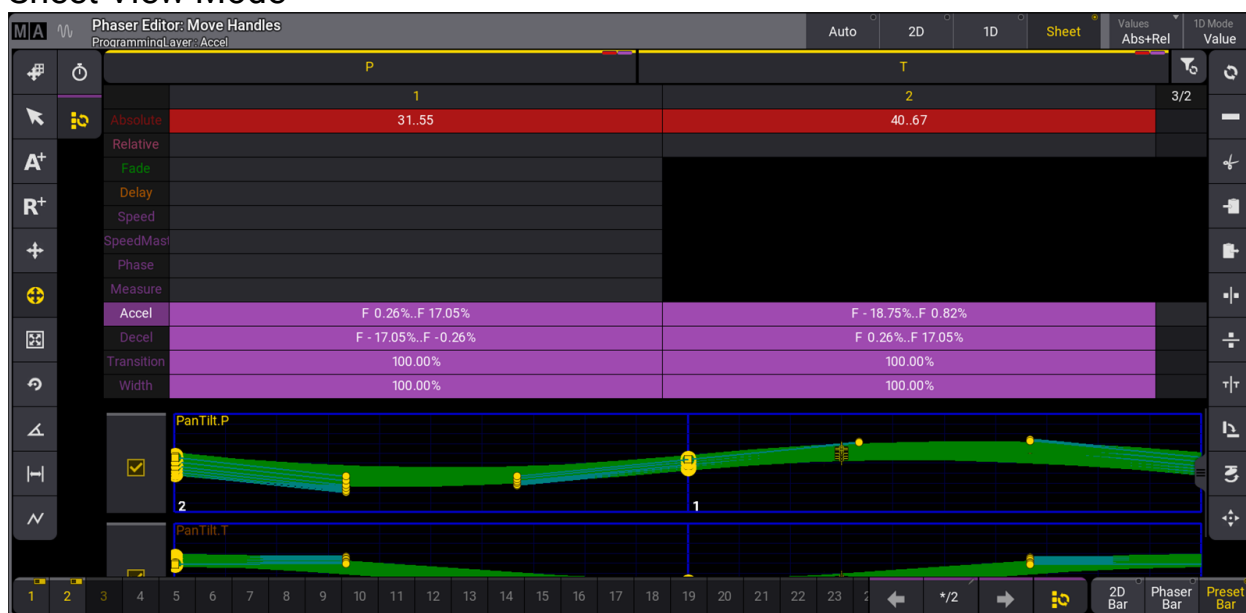 Sheet View Mode
MA Phaser Editor: Move Handles
ProgrammingLayer: Accel
Auto 2D 1D Sheet Values Abs+Rel 1D Mode Value
P T
1 2 3/2
Absolute 31..55 40..67
Relative
Fade
Delay
Speed
SpeedMast
Phase
Measure
Accel F 0.26%..F 17.05% F -18.75%..F 0.82%
Decel F -17.05%..F -0.26% F 0.26%..F 17.05%
Transition 100.00% 100.00%
Width 100.00% 100.00%
A+
R+
T|T
PanTilt.P
2 1
PanTilt.T
1 2 3 4 5 6 7 8 9 10 11 12 13 14 15 16 17 18 19 20 21 22 23 */2 2D Bar Phaser Bar Preset Bar